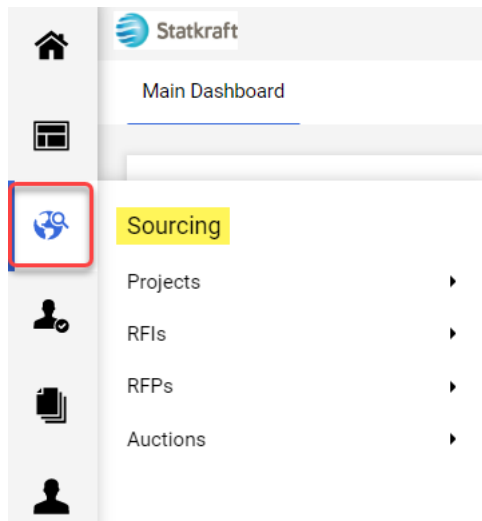 Statkraft
Main Dashboard
Sourcing
Projects
RFIs
RFPs
Auctions